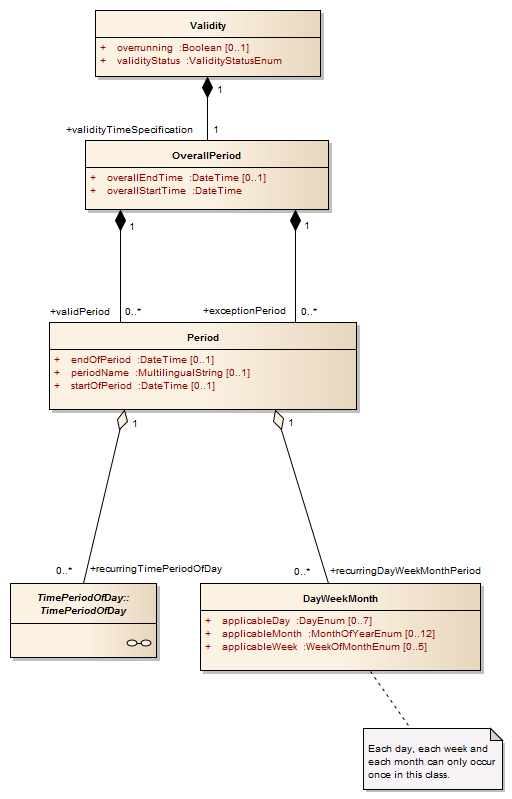 Validity
+ overrunning :Boolean [0..1]
+ validityStatus :ValidityStatusEnum
1
+validityTimeSpecification 1
OverallPeriod
+ overallEndTime :DateTime [0..1]
+ overallStartTime :DateTime
1 1
+validPeriod 0..* +exceptionPeriod 0..*
Period
+ endOfPeriod :DateTime [0..1]
+ periodName :MultilingualString [0..1]
+ startOfPeriod :DateTime [0..1]
1 1
0..* +recurringTimePeriodOfDay 0..* +recurringDayWeekMonthPeriod
TimePeriodOfDay::
TimePeriodOfDay
DayWeekMonth
+ applicableDay :DayEnum [0..7]
+ applicableMonth :MonthOfYearEnum [0..12]
+ applicableWeek :WeekOfMonthEnum [0..5]
Each day, each week and
each month can only occur
once in this class.